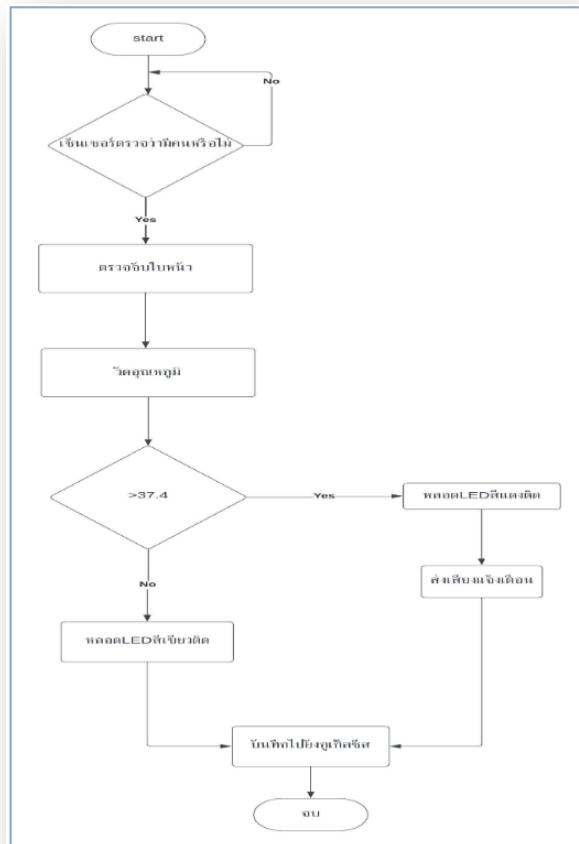 start
No
เซ็นเซอร์ตรวจว่ามีคนหรือไม่
Yes
ตรวจจับใบหน้า
วัดอุณหภูมิ
>37.4
Yes
หลอดLEDสีแดงติด
ส่งเสียงแจ้งเตือน
No
หลอดLEDสีเขียวติด
บันทึกไปยังกูเกิลชีส
จบ